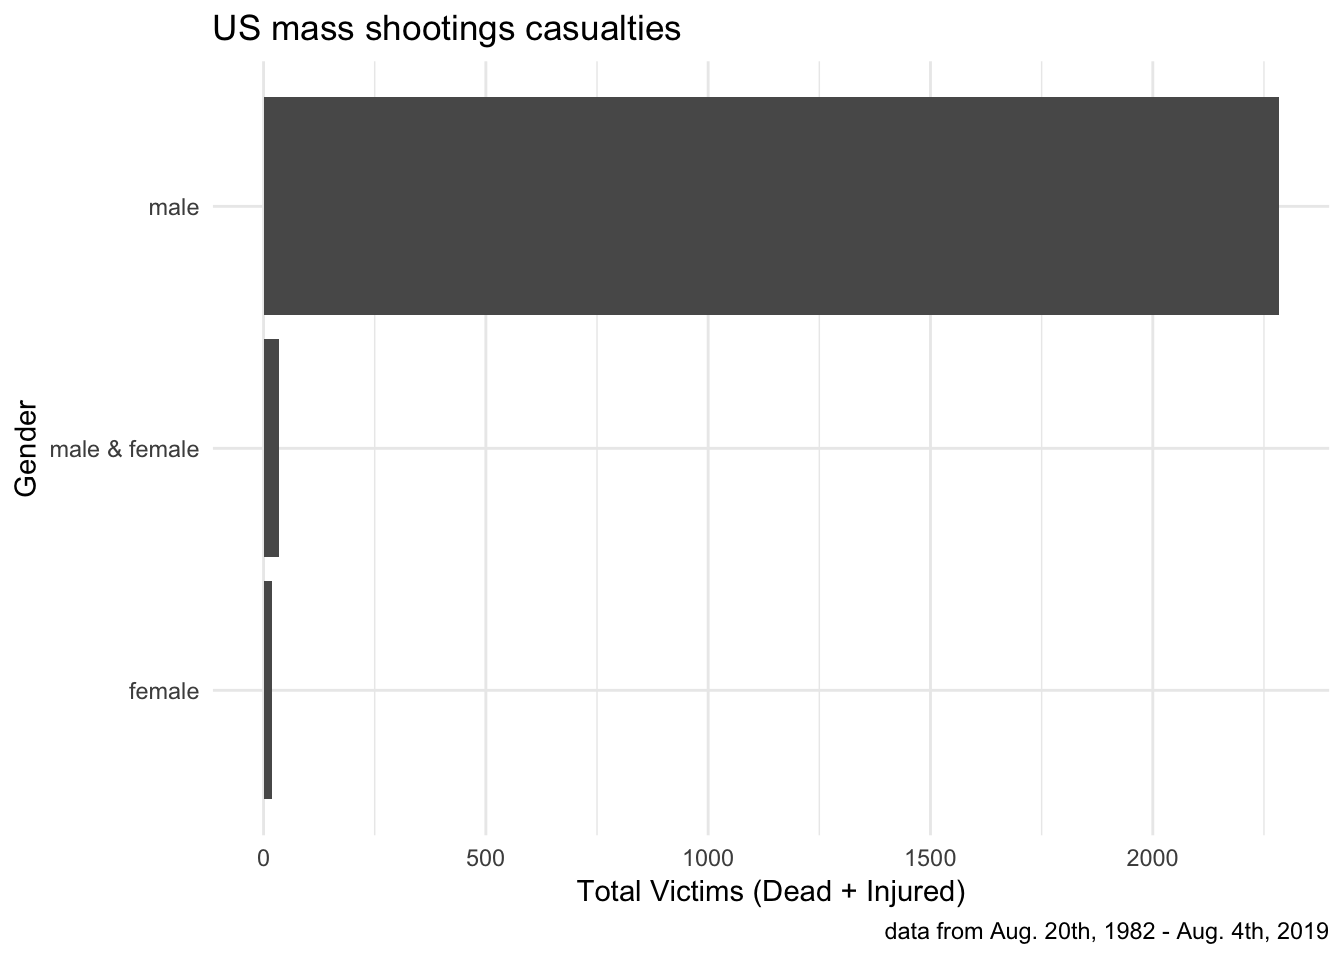 US mass shootings casualties
Gender
male
male & female
female
0 500 1000 1500 2000
Total Victims (Dead + Injured)
data from Aug. 20th, 1982 - Aug. 4th, 2019